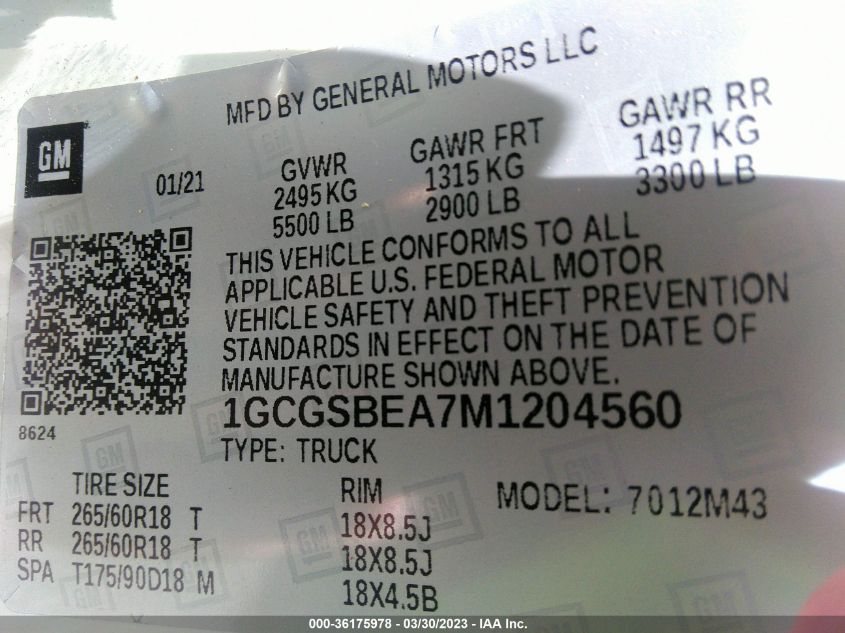 MFD BY GENERAL MOTORS LLC
GM
01/21
GVWR
2495 KG
5500 LB
GAWR FRT
1315 KG
2900 LB
GAWR RR
1497 KG
3300 LB
THIS VEHICLE CONFORMS TO ALL
APPLICABLE U.S. FEDERAL MOTOR
VEHICLE SAFETY AND THEFT PREVENTION
STANDARDS IN EFFECT ON THE DATE OF
MANUFACTURE SHOWN ABOVE.
8624
1GCGSBEA7M1204560
TYPE: TRUCK
MODEL: 7012M43
TIRE SIZE RIM
FRT 265/60R18 T 18X8.5J
RR 265/60R18 T 18X8.5J
SPA T175/90D18 M 18X4.5B
000-36175978 — 03/30/2023 — IAA Inc.